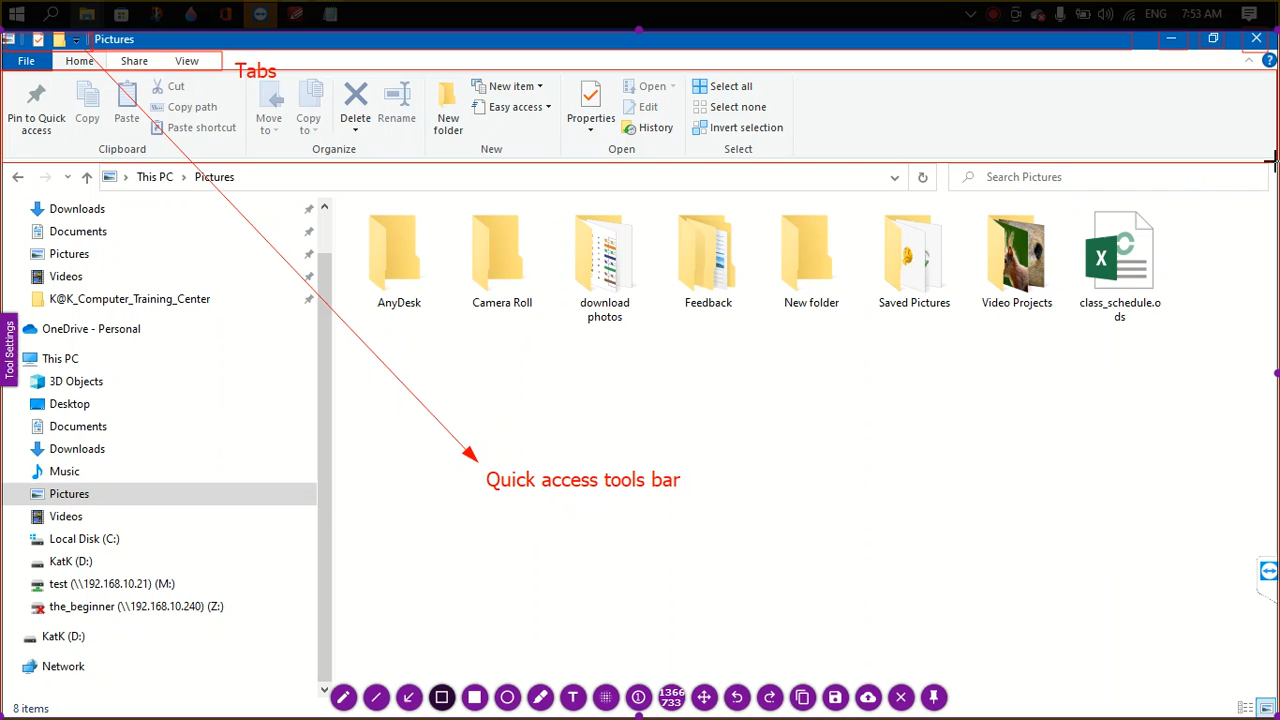 ENG 7:53 AM
Pictures
File Home Share View
Tabs
Pin to Quick access
Copy
Paste
Cut
Copy path
Paste shortcut
Clipboard
Move to
Copy to
Delete
Rename
Organize
New folder
New item
Easy access
New
Properties
Open
Edit
History
Open
Select all
Select none
Invert selection
Select
This PC > Pictures
Search Pictures
Downloads
Documents
Pictures
Videos
K@K_Computer_Training_Center
OneDrive - Personal
This PC
3D Objects
Desktop
Documents
Downloads
Music
Pictures
Videos
Local Disk (C:)
KatK (D:)
test (\\192.168.10.21) (M:)
the_beginner (\\192.168.10.240) (Z:)
KatK (D:)
Network
AnyDesk
Camera Roll
download
photos
Feedback
New folder
Saved Pictures
Video Projects
class_schedule.o
ds
Quick access tools bar
Tool Settings
1366
733
8 items